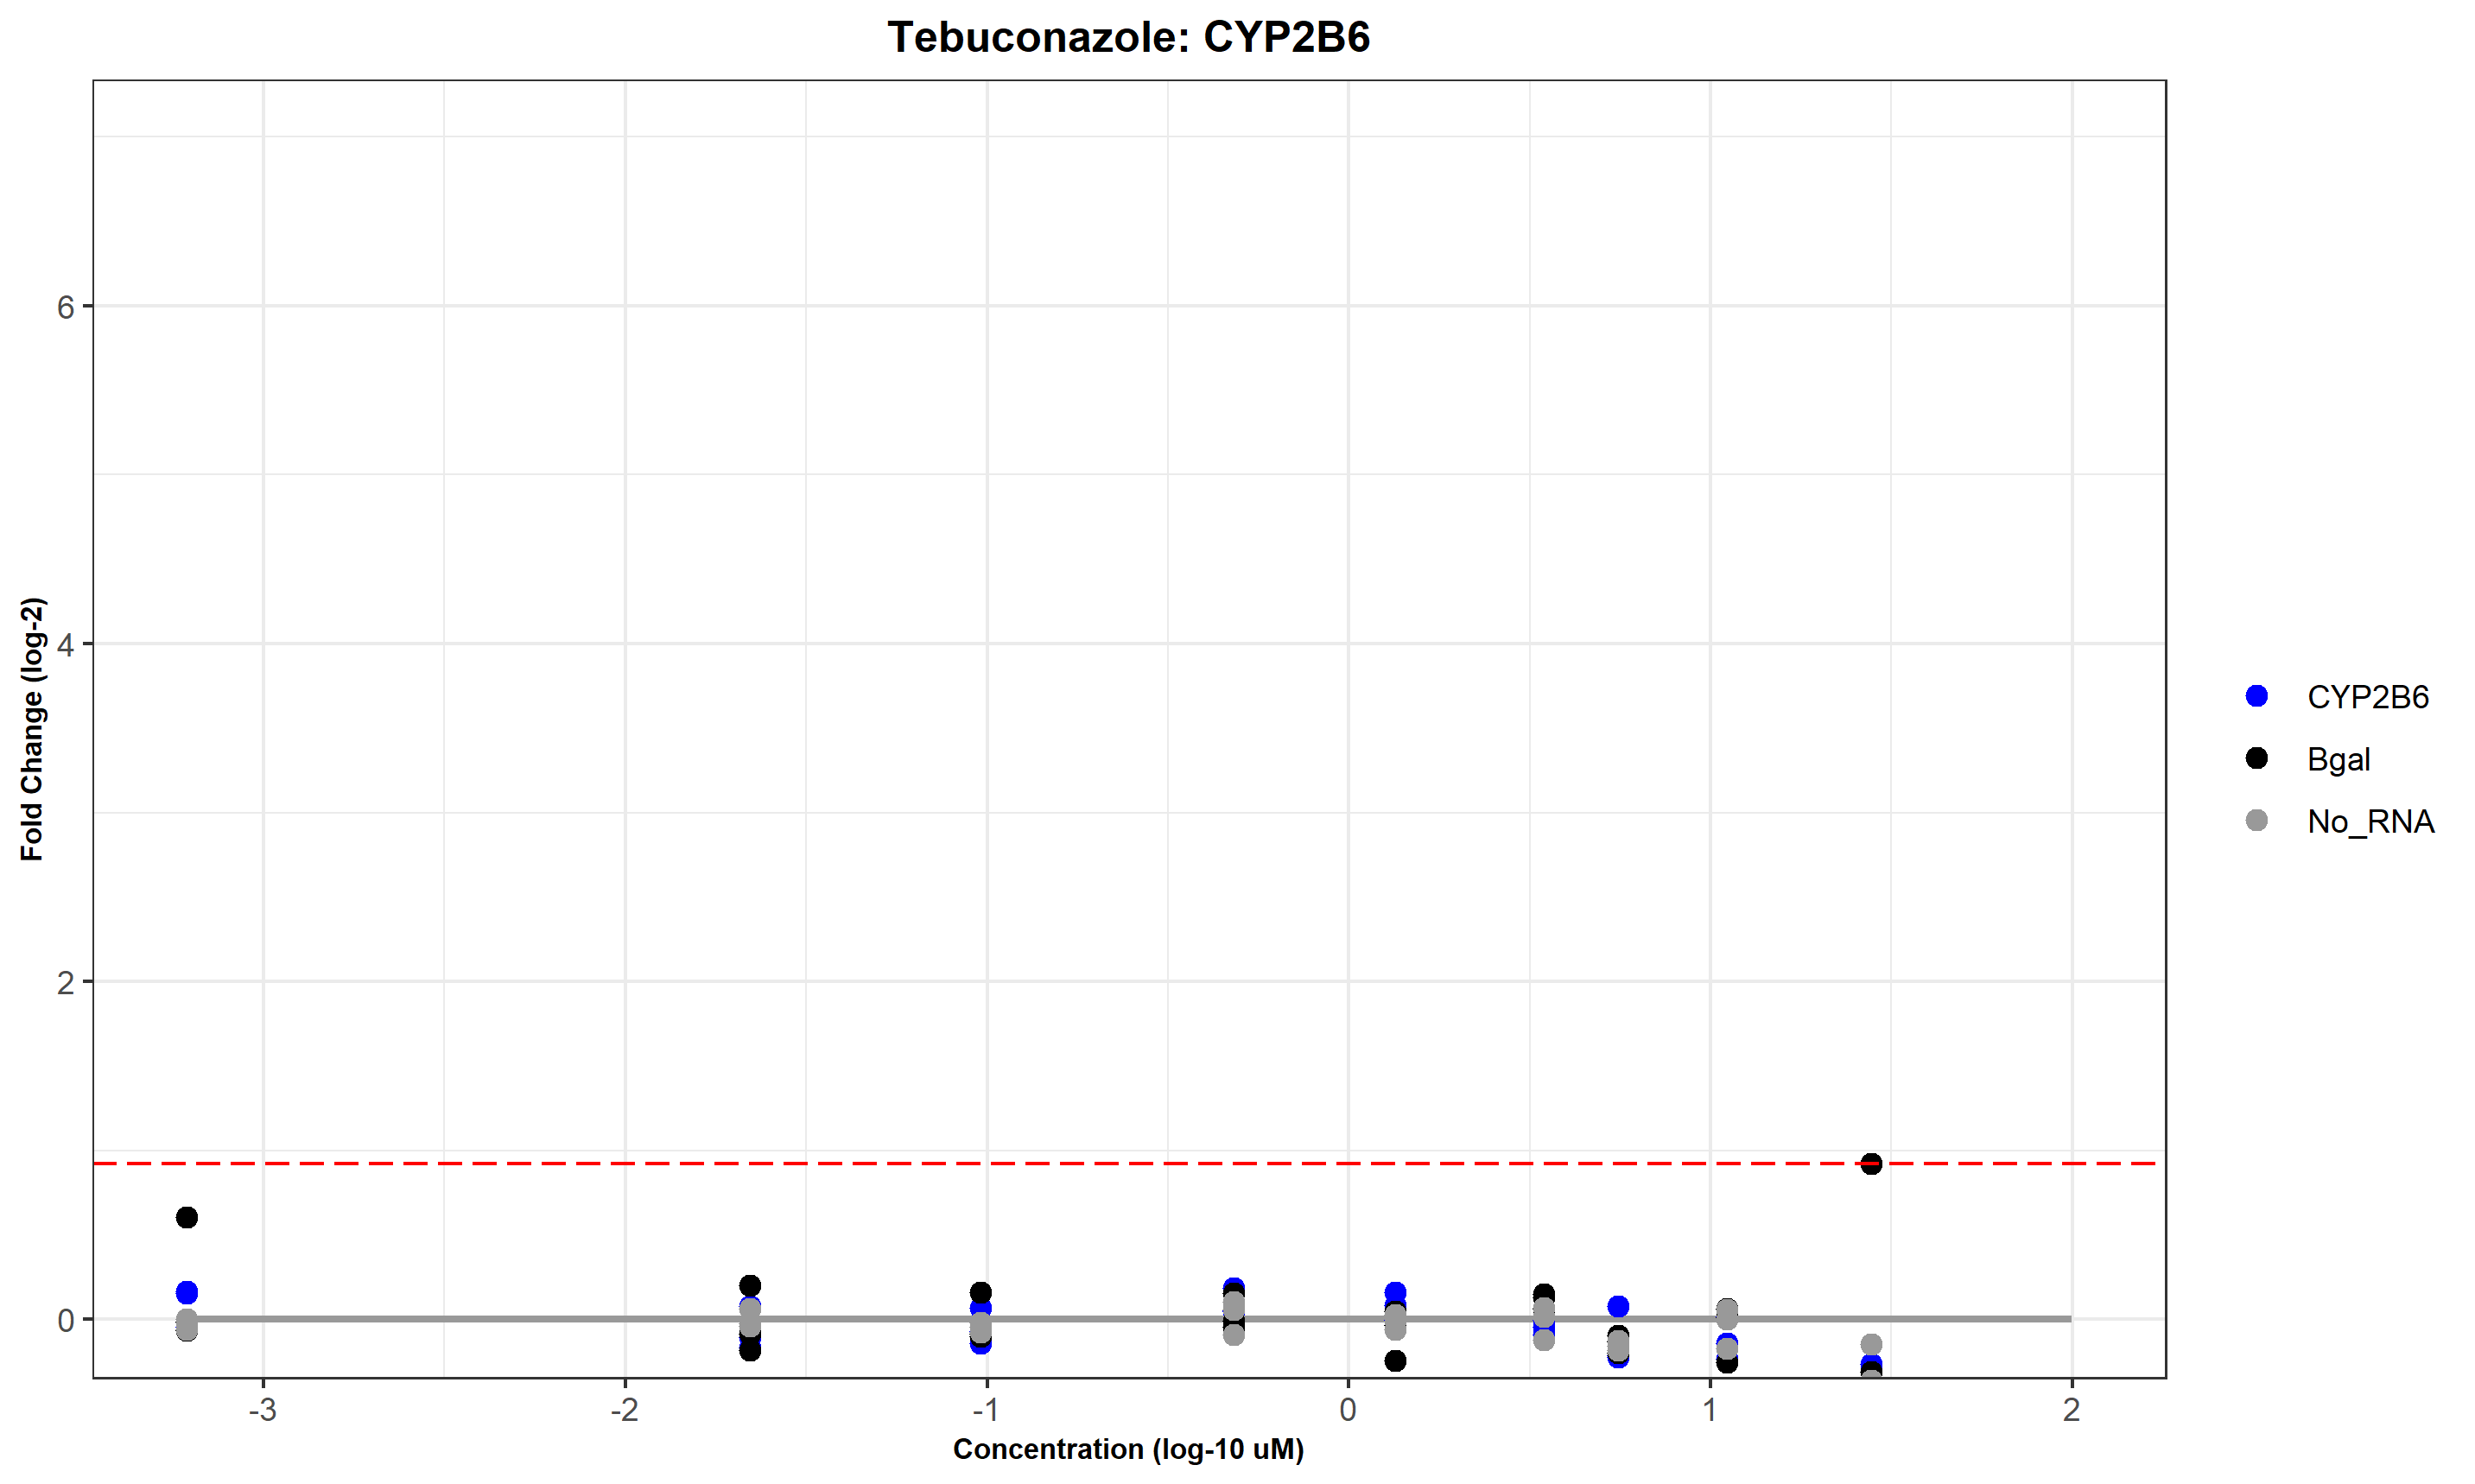 Tebuconazole: CYP2B6
Fold Change (log-2)
6
4
2
0
-3
-2
-1
0
1
2
Concentration (log-10 uM)
CYP2B6
Bgal
No_RNA